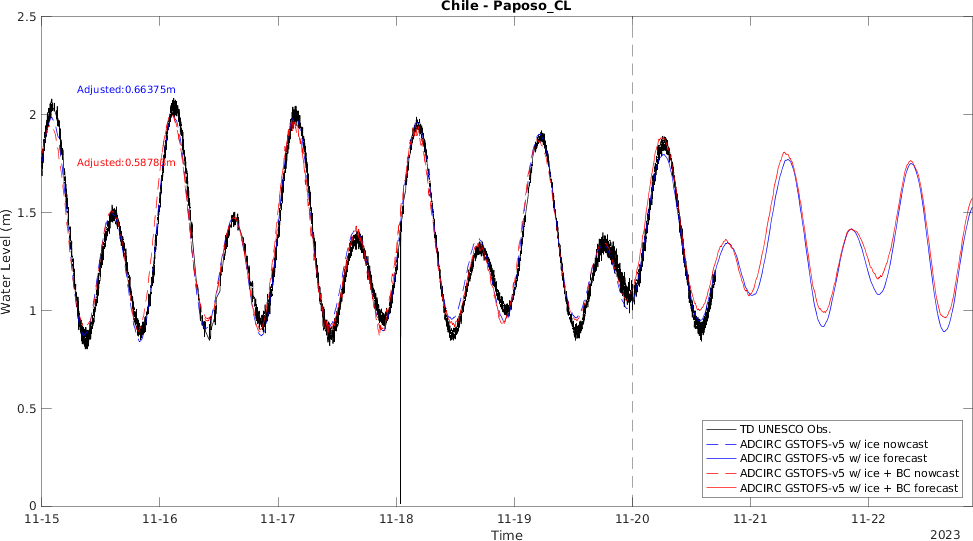 Chile - Paposo_CL
2.5
Adjusted:0.66375m
2
Adjusted:0.58788m
1.5
Water Level (m)
1
0.5
0
TD UNESCO Obs.
ADCIRC GSTOFS-v5 w/ ice nowcast
ADCIRC GSTOFS-v5 w/ ice forecast
ADCIRC GSTOFS-v5 w/ ice + BC nowcast
ADCIRC GSTOFS-v5 w/ ice + BC forecast
11-15 11-16 11-17 11-18 11-19 11-20 11-21 11-22
Time
2023